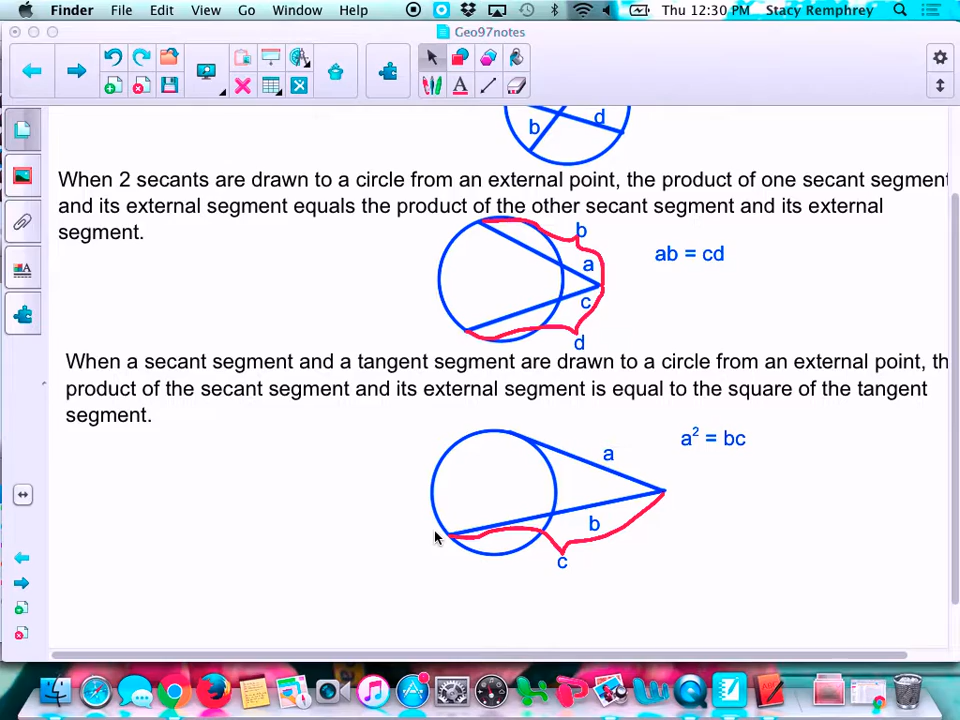 Finder File Edit View Go Window Help Thu 12:30 PM Stacy Remphrey
Geo97notes
b d
When 2 secants are drawn to a circle from an external point, the product of one secant segment
and its external segment equals the product of the other secant segment and its external
segment.
b
ab = cd
a
c
d
When a secant segment and a tangent segment are drawn to a circle from an external point, th
product of the secant segment and its external segment is equal to the square of the tangent
segment.
a² = bc
a
b
c